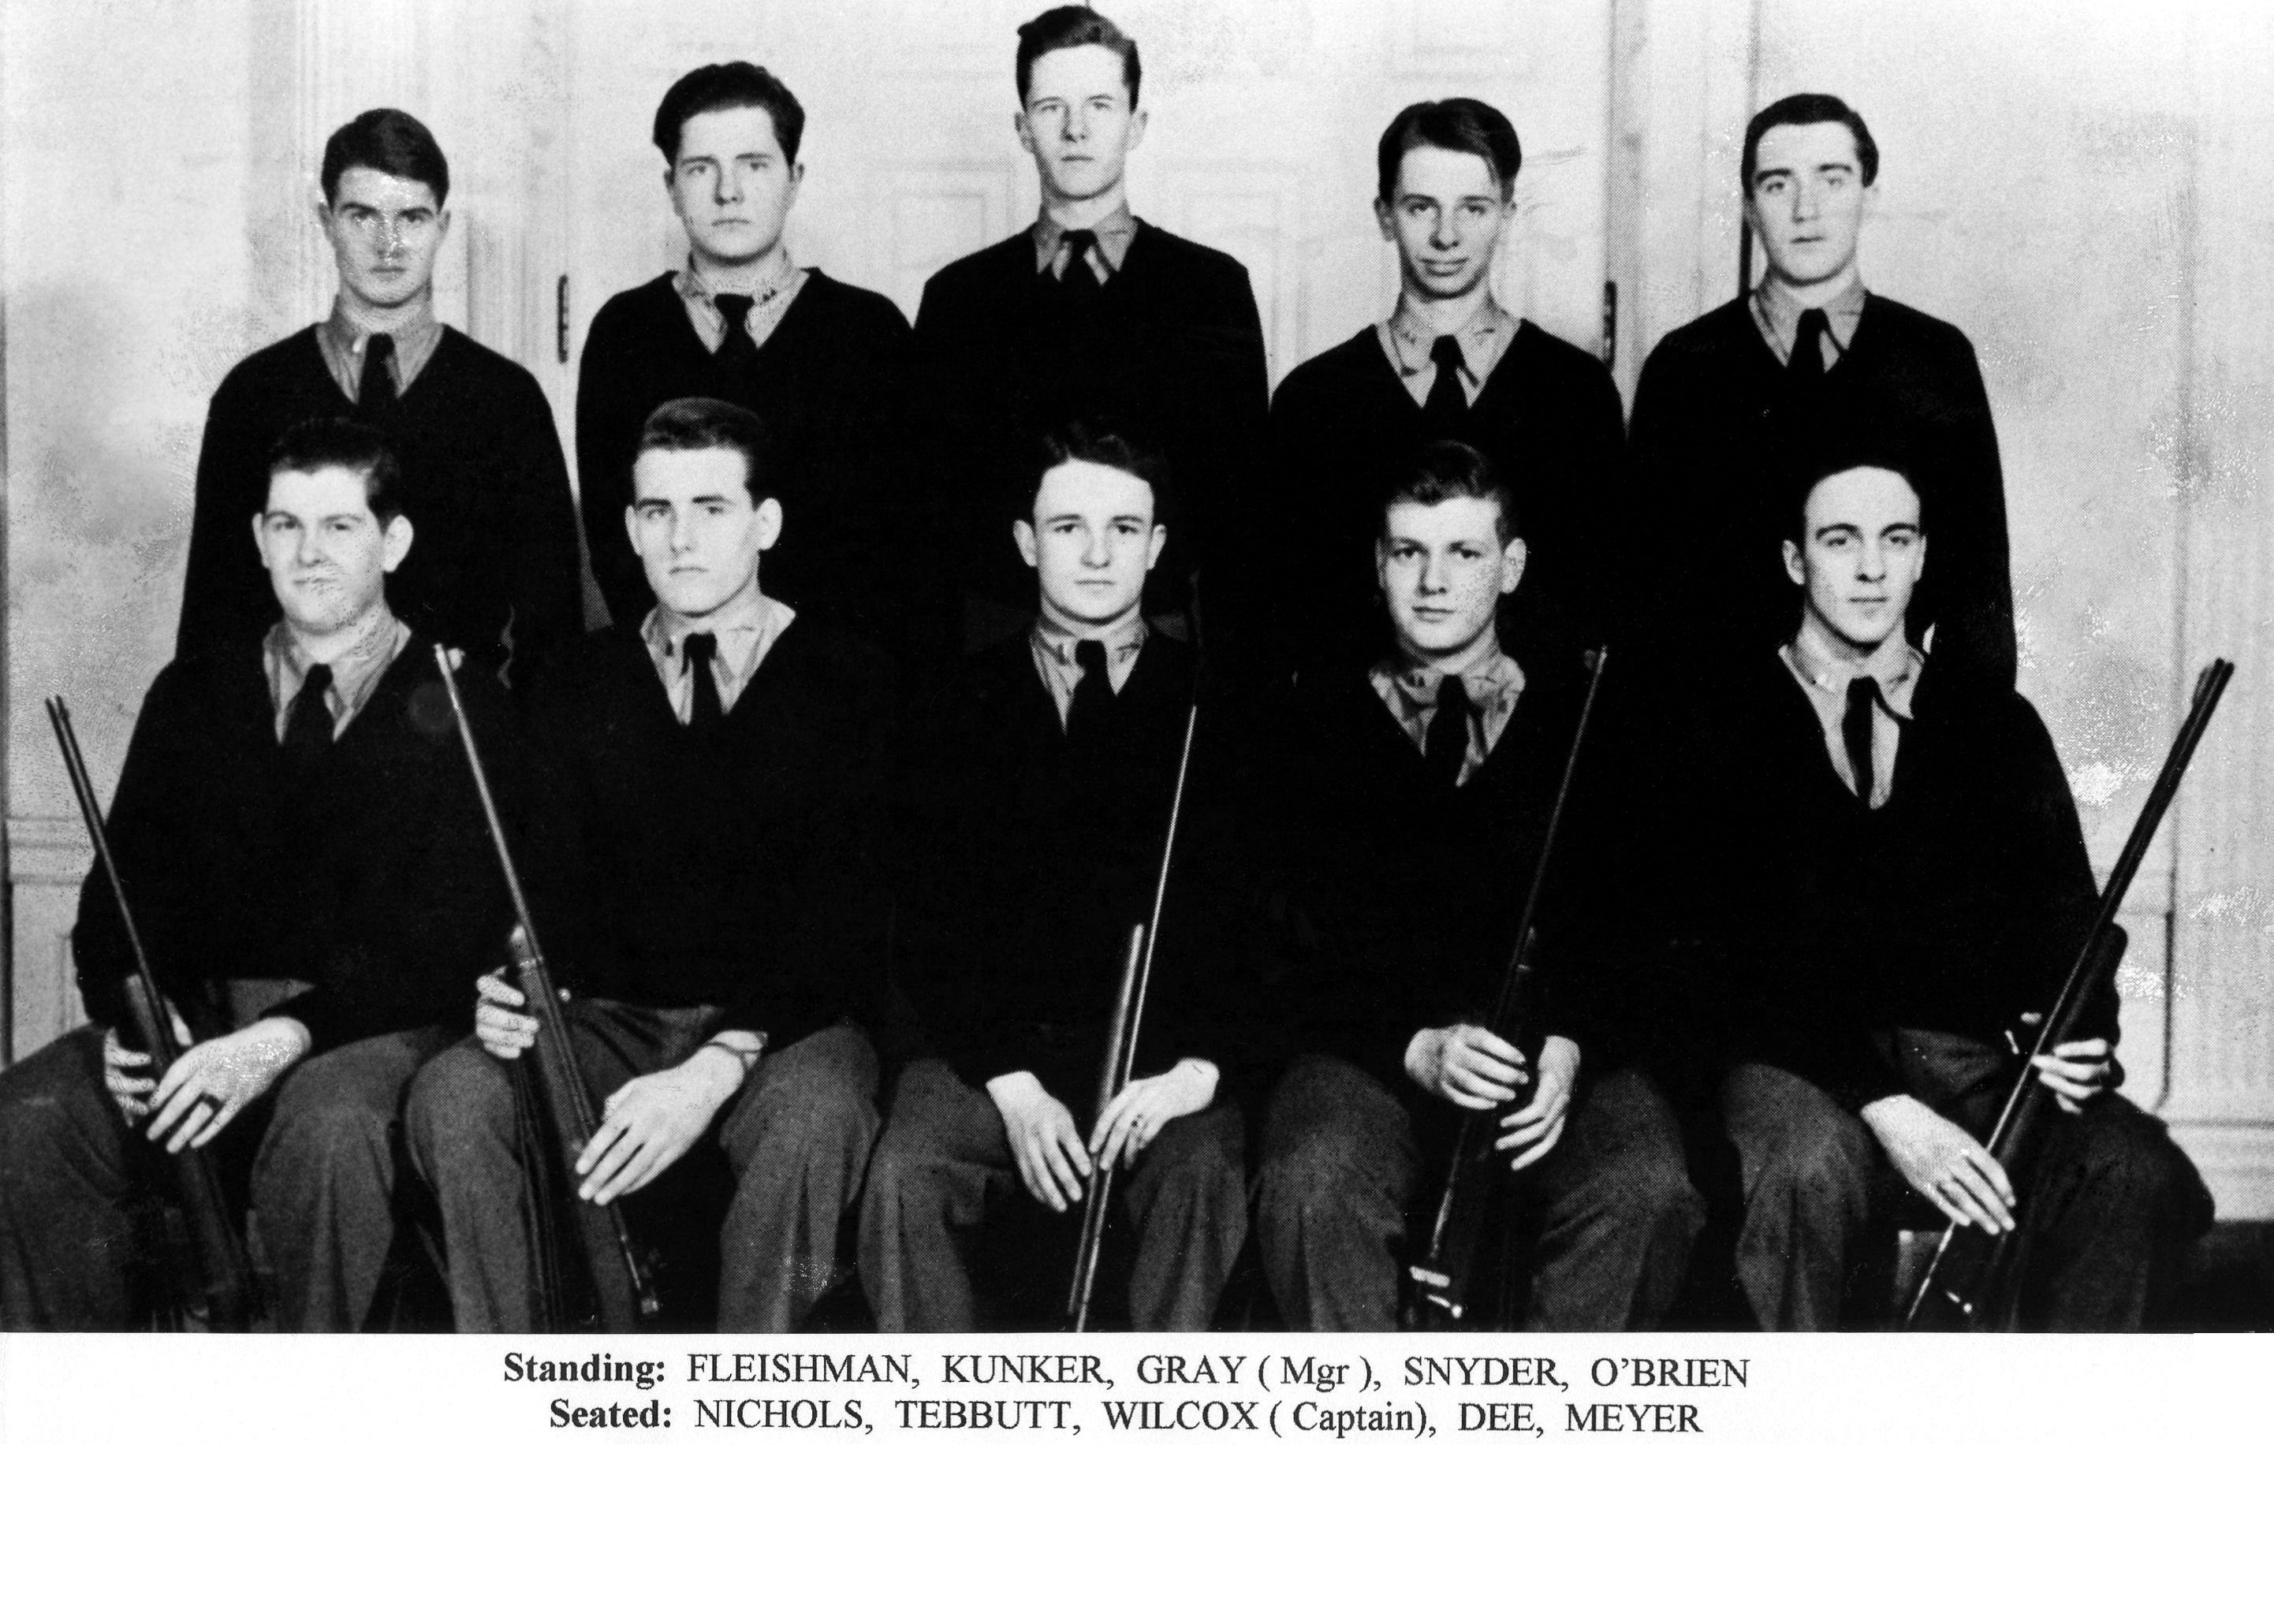 Standing: FLEISHMAN, KUNKER, GRAY ( Mgr ), SNYDER, O'BRIEN
Seated: NICHOLS, TEBBUTT, WILCOX ( Captain), DEE, MEYER